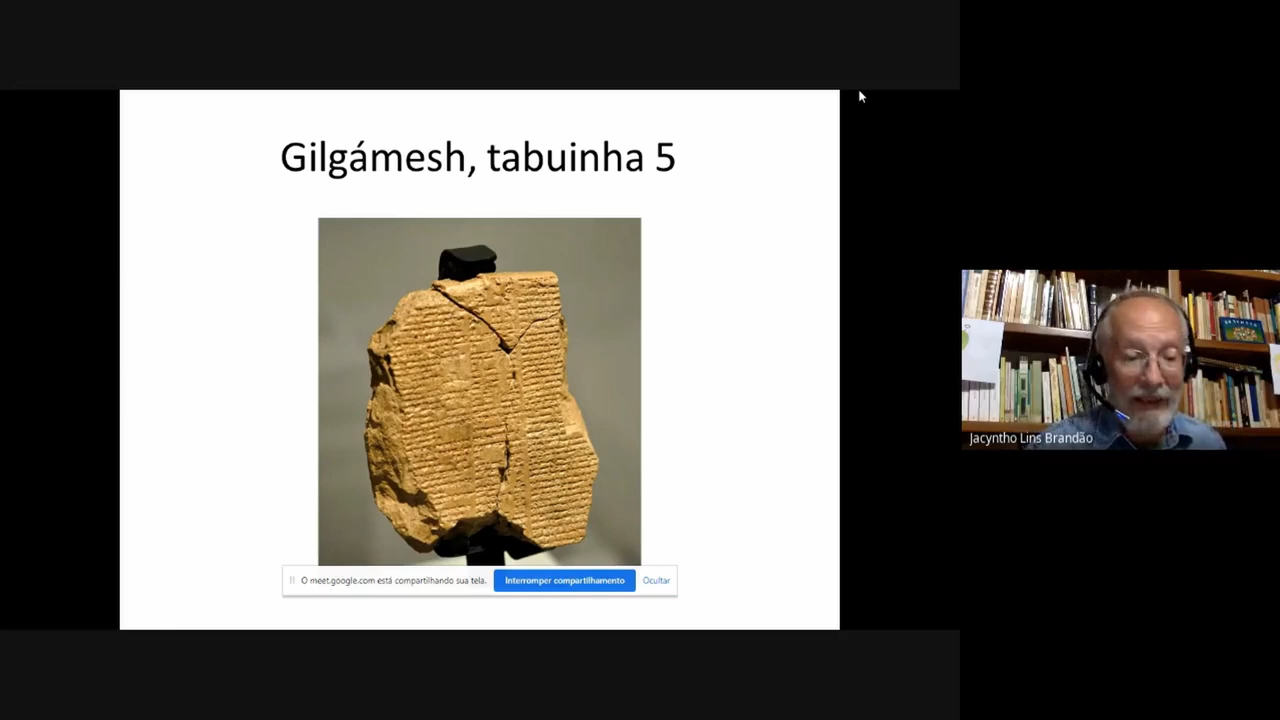 Gilgámesh, tabuinha 5
O meet.google.com está compartilhando sua tela. Interromper compartilhamento Ocultar
Jacyntho Lins Brandão